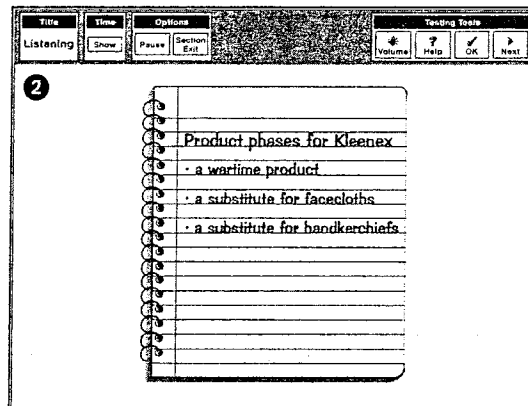 Title
Listening
Time
Show
Options
Pause
Section
Exit
Testing Tools
Volume
?
Help
OK
Next
2
Product phases for Kleenex
· a wartime product
· a substitute for facecloths
· a substitute for handkerchiefs